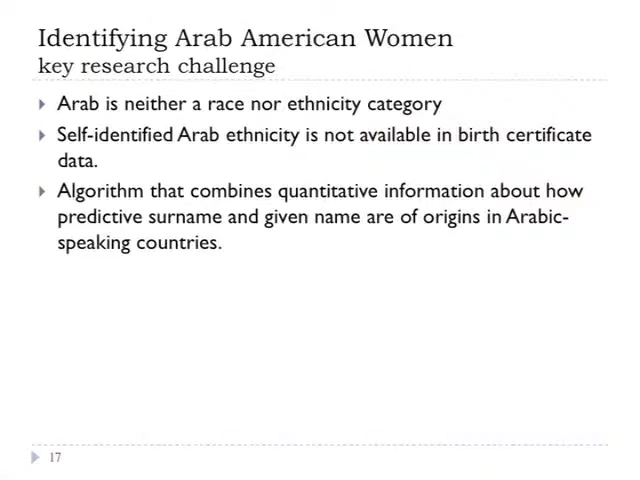 Identifying Arab American Women
key research challenge
Arab is neither a race nor ethnicity category
Self-identified Arab ethnicity is not available in birth certificate
data.
Algorithm that combines quantitative information about how
predictive surname and given name are of origins in Arabic-
speaking countries.
17